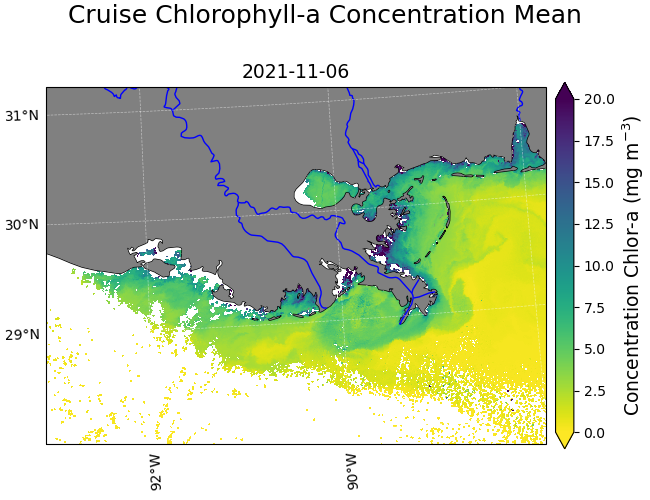 Cruise Chlorophyll-a Concentration Mean
2021-11-06
31°N
30°N
29°N
92°W
90°W
20.0
17.5
15.0
12.5
10.0
7.5
5.0
2.5
0.0
Concentration Chlor-a (mg m⁻³)